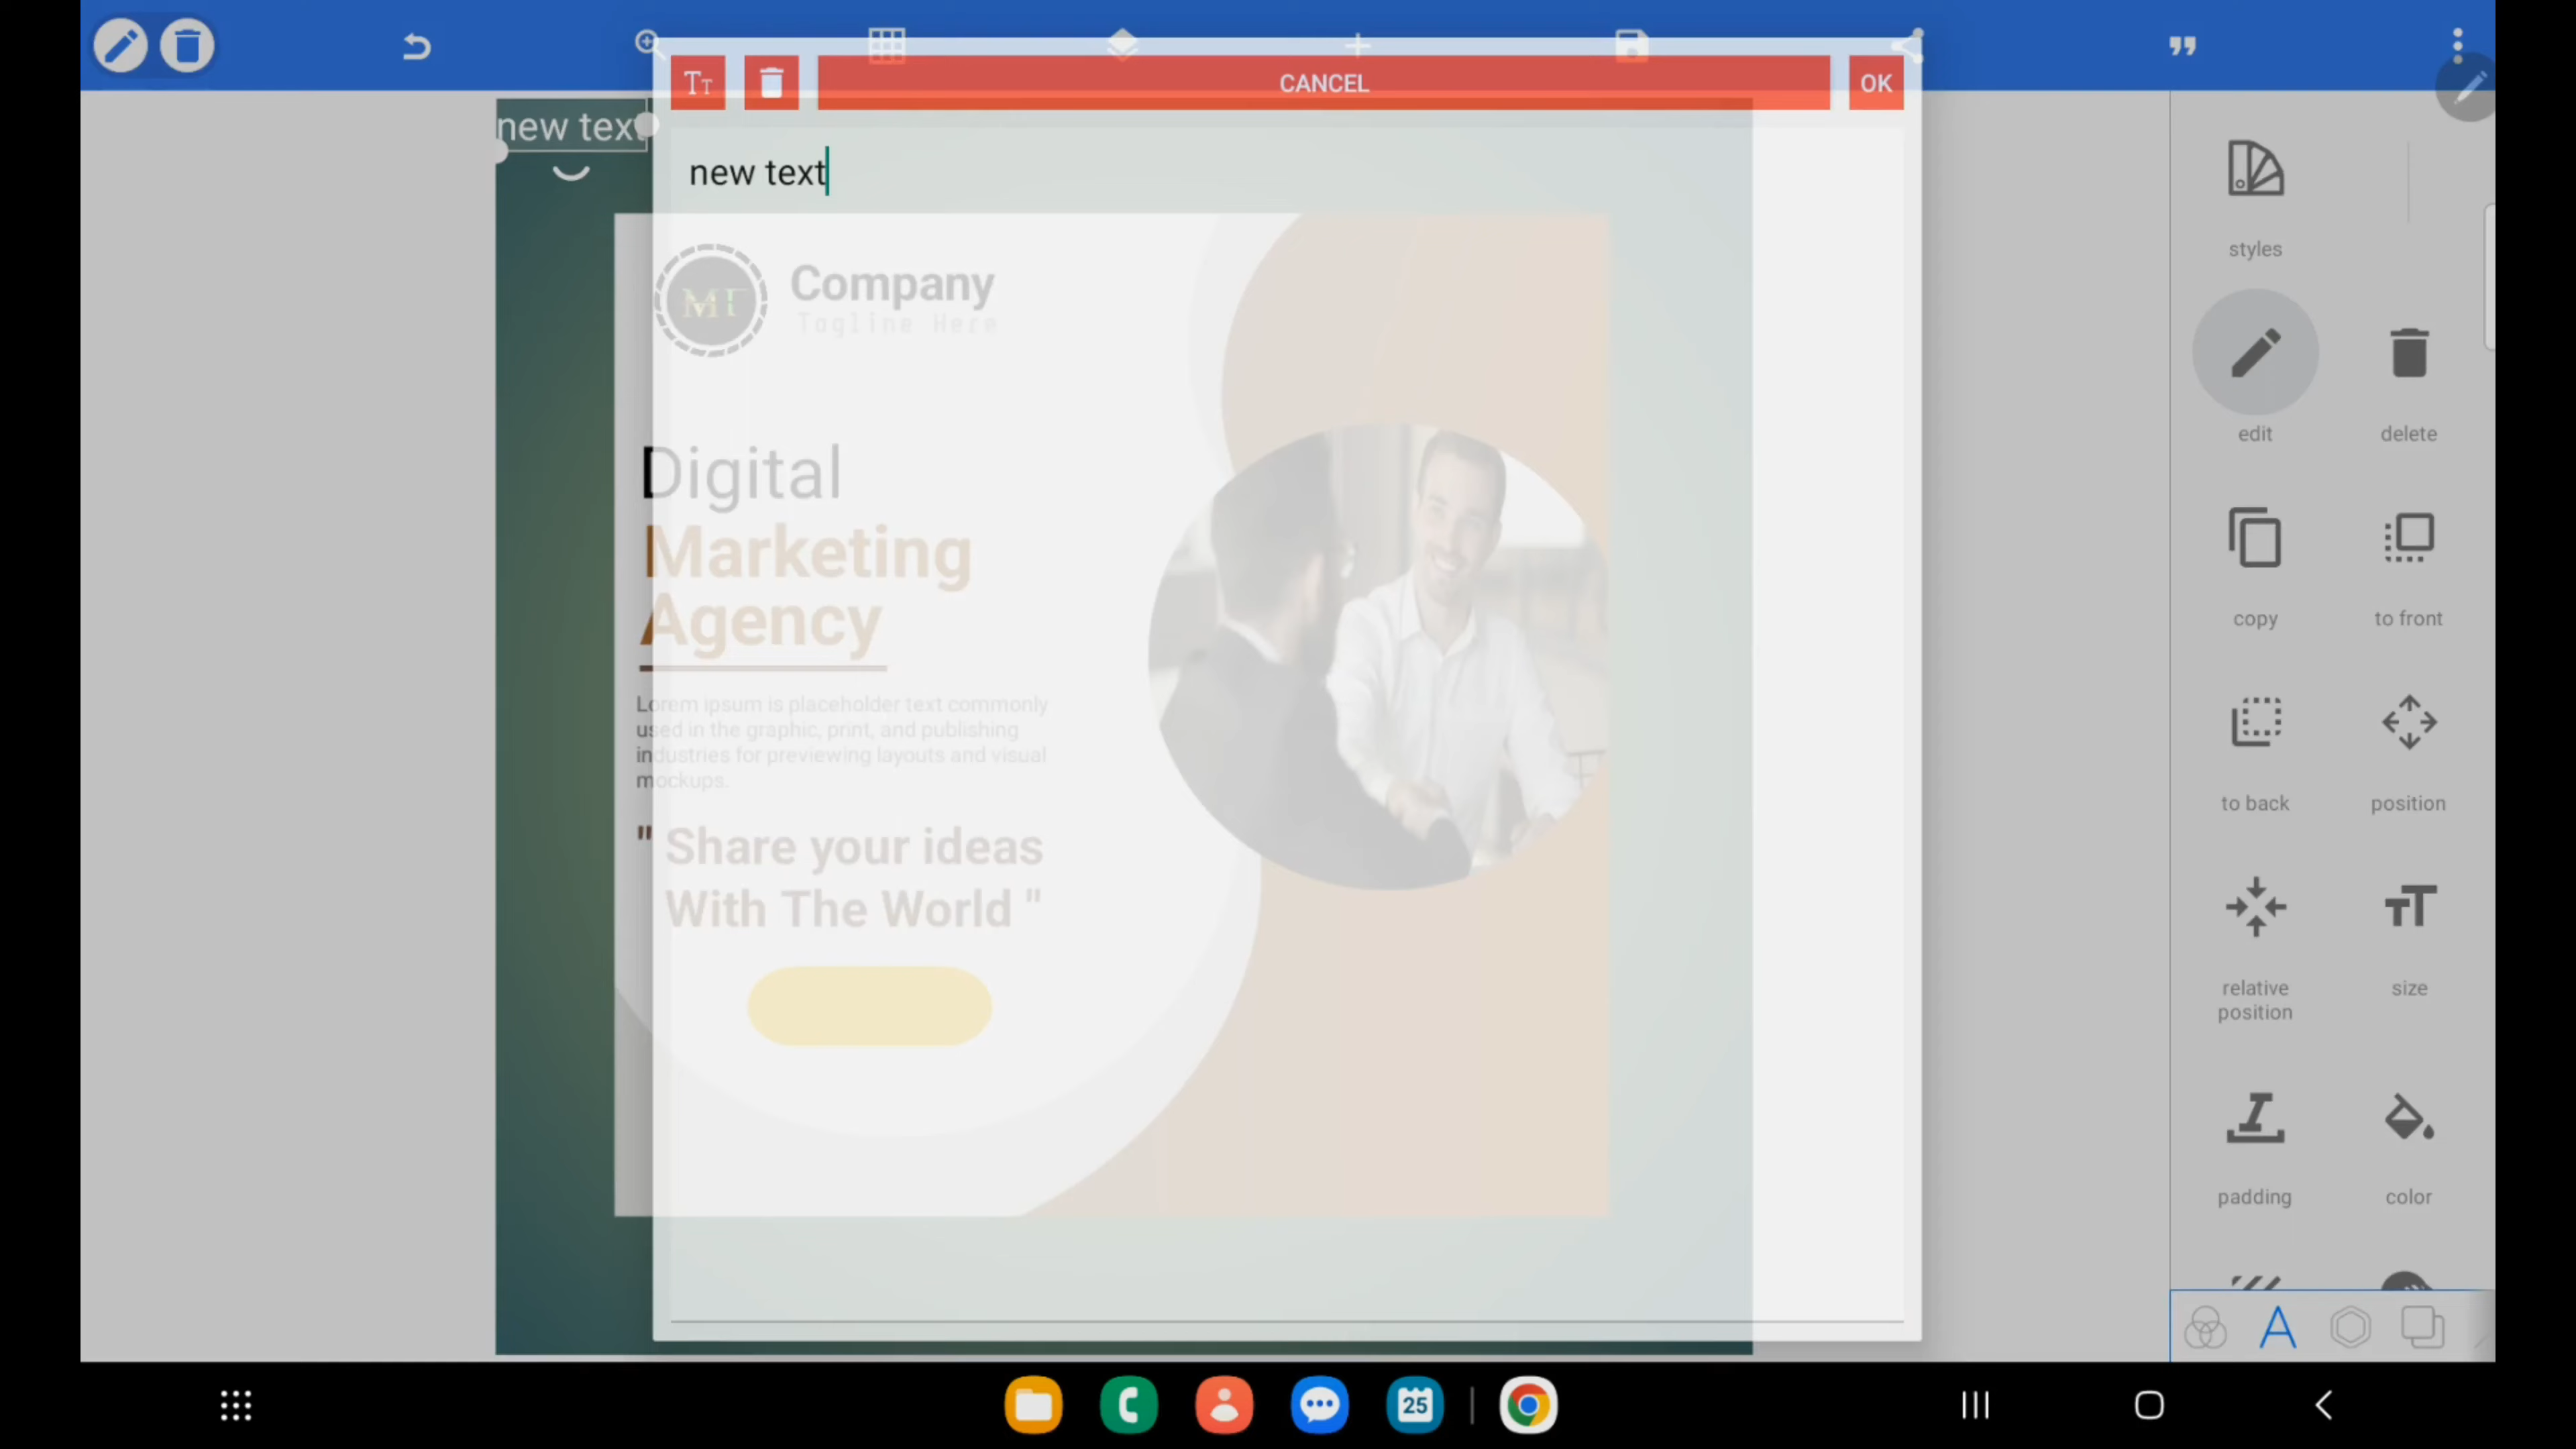 CANCEL
OK
new text
new text
Company
Tagline Here
MT
Digital
Marketing
Agency
Lorem ipsum is placeholder text commonly
used in the graphic, print, and publishing
industries for previewing layouts and visual
mockups.
" Share your ideas
With The World "
styles
edit
delete
copy
to front
to back
position
relative
position
size
padding
color
25